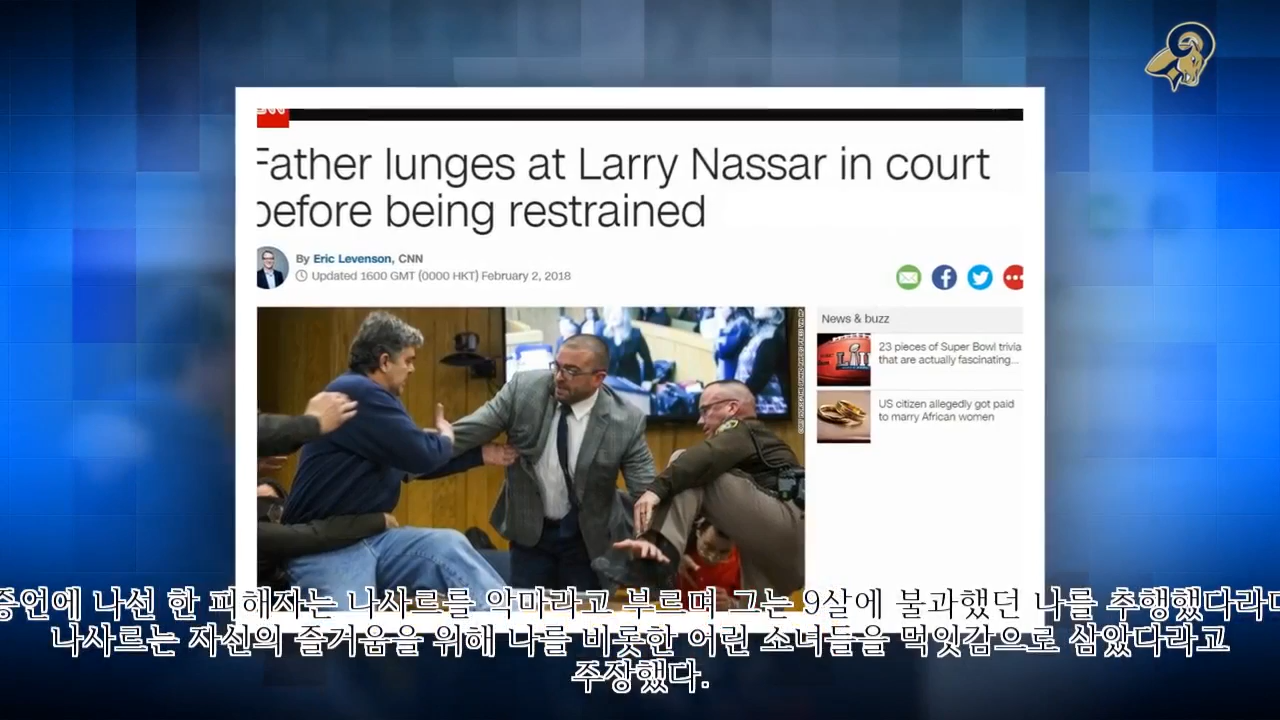 Father lunges at Larry Nassar in court
before being restrained
By Eric Levenson, CNN
Updated 1600 GMT (0000 HKT) February 2, 2018
News & buzz
23 pieces of Super Bowl trivia
that are actually fascinating...
US citizen allegedly got paid
to marry African women
증언에 나선 한 피해자는 나사르를 악마라고 부르며 그는 9살에 불과했던 나를 추행했다라며
나사르는 자신의 즐거움을 위해 나를 비롯한 어린 소녀들을 먹잇감으로 삼았다라고
주장했다.